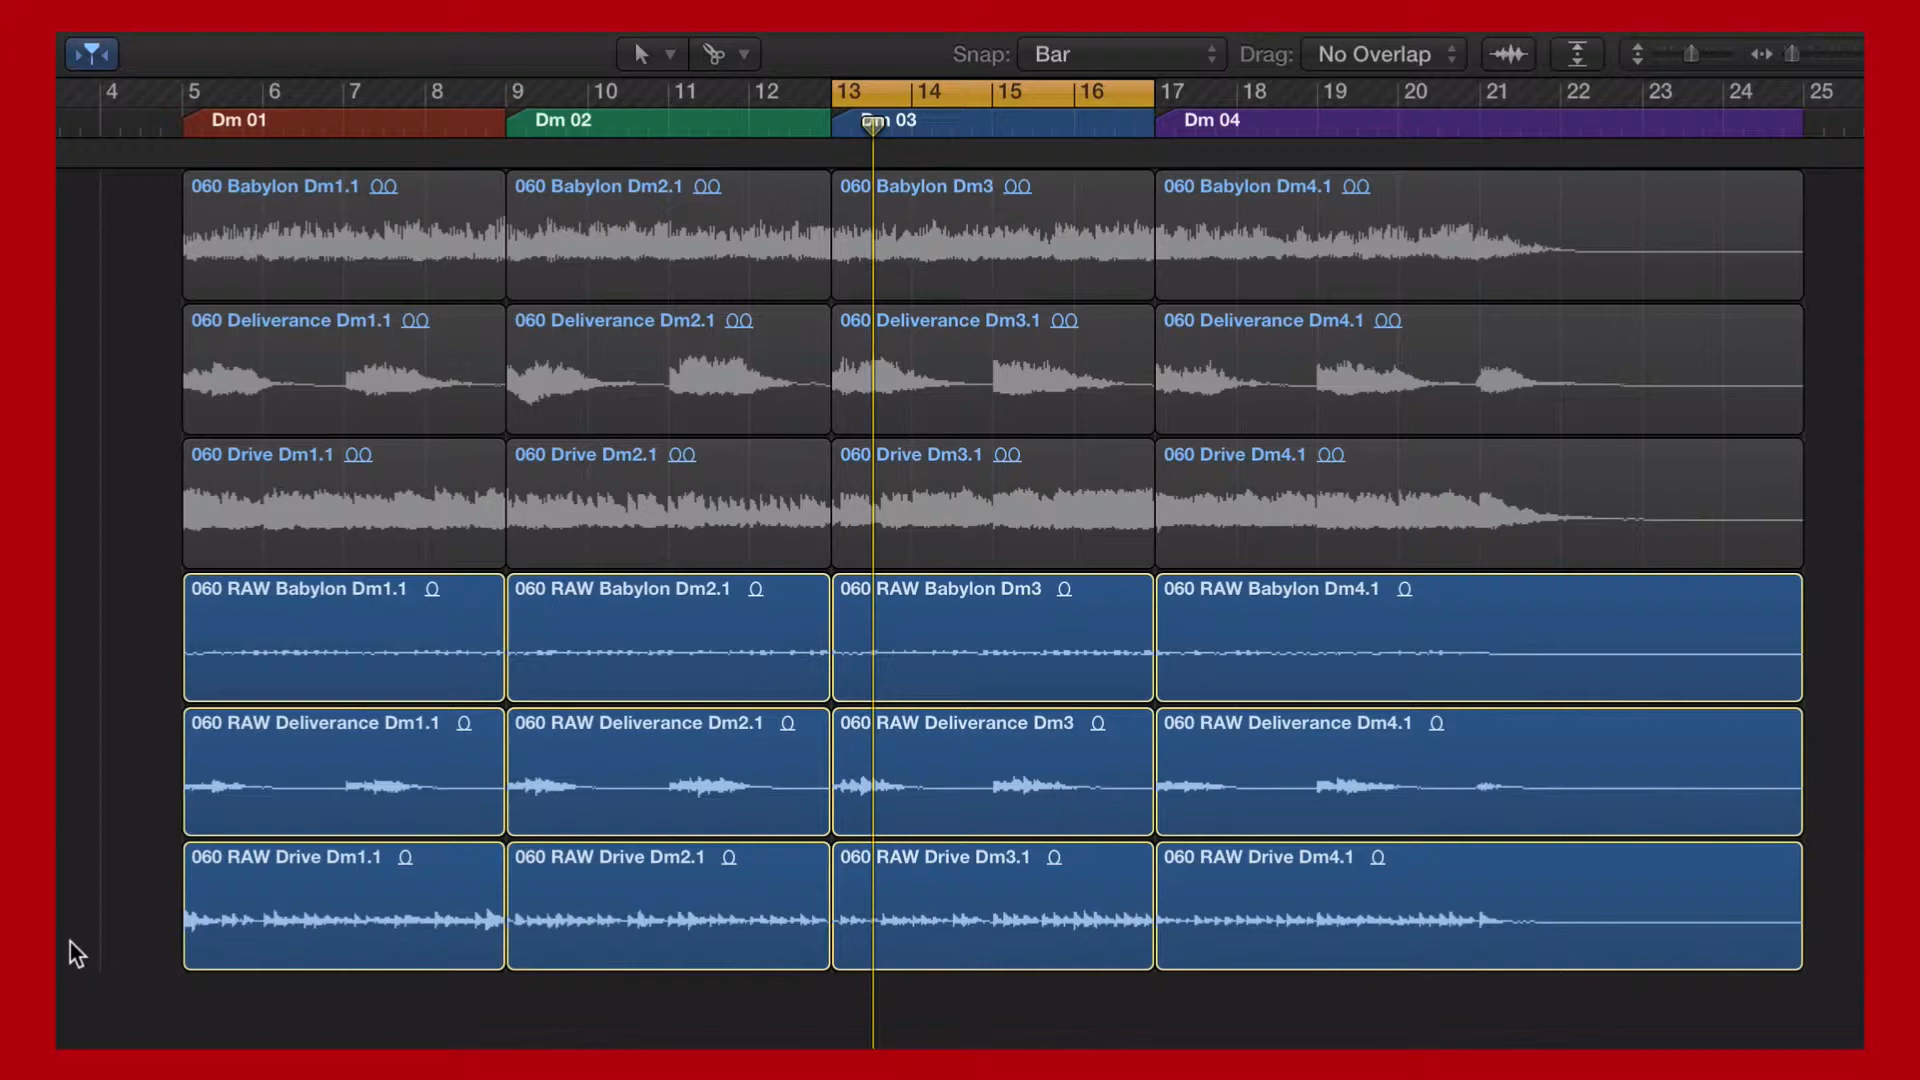 Snap: Bar Drag: No Overlap
4 5 6 7 8 9 10 11 12 13 14 15 16 17 18 19 20 21 22 23 24 25
Dm 01 Dm 02 Dm 03 Dm 04
060 Babylon Dm1.1 060 Babylon Dm2.1 060 Babylon Dm3 060 Babylon Dm4.1
060 Deliverance Dm1.1 060 Deliverance Dm2.1 060 Deliverance Dm3.1 060 Deliverance Dm4.1
060 Drive Dm1.1 060 Drive Dm2.1 060 Drive Dm3.1 060 Drive Dm4.1
060 RAW Babylon Dm1.1 060 RAW Babylon Dm2.1 060 RAW Babylon Dm3 060 RAW Babylon Dm4.1
060 RAW Deliverance Dm1.1 060 RAW Deliverance Dm2.1 060 RAW Deliverance Dm3 060 RAW Deliverance Dm4.1
060 RAW Drive Dm1.1 060 RAW Drive Dm2.1 060 RAW Drive Dm3.1 060 RAW Drive Dm4.1